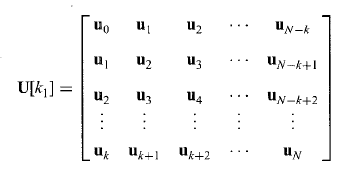 U[k₁] =
u₀ u₁ u₂ ⋯ u_{N−k}
u₁ u₂ u₃ ⋯ u_{N−k+1}
u₂ u₃ u₄ ⋯ u_{N−k+2}
⋮ ⋮ ⋮ ⋮ ⋮
u_k u_{k+1} u_{k+2} ⋯ u_N